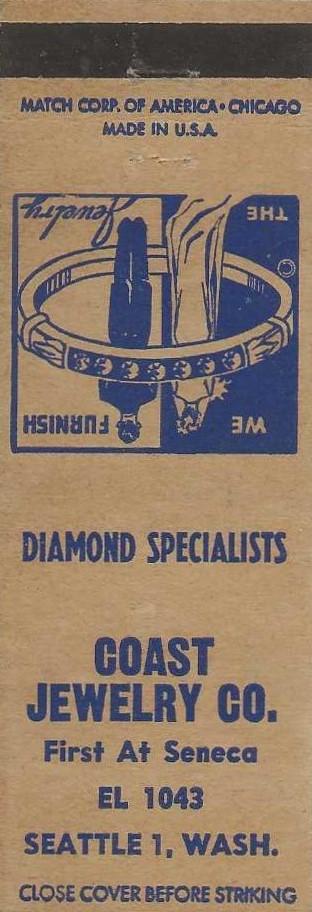 MATCH CORP. OF AMERICA • CHICAGO
MADE IN U.S.A.
WE FURNISH
THE Jewelry
©
DIAMOND SPECIALISTS
COAST
JEWELRY CO.
First At Seneca
EL 1043
SEATTLE 1, WASH.
CLOSE COVER BEFORE STRIKING